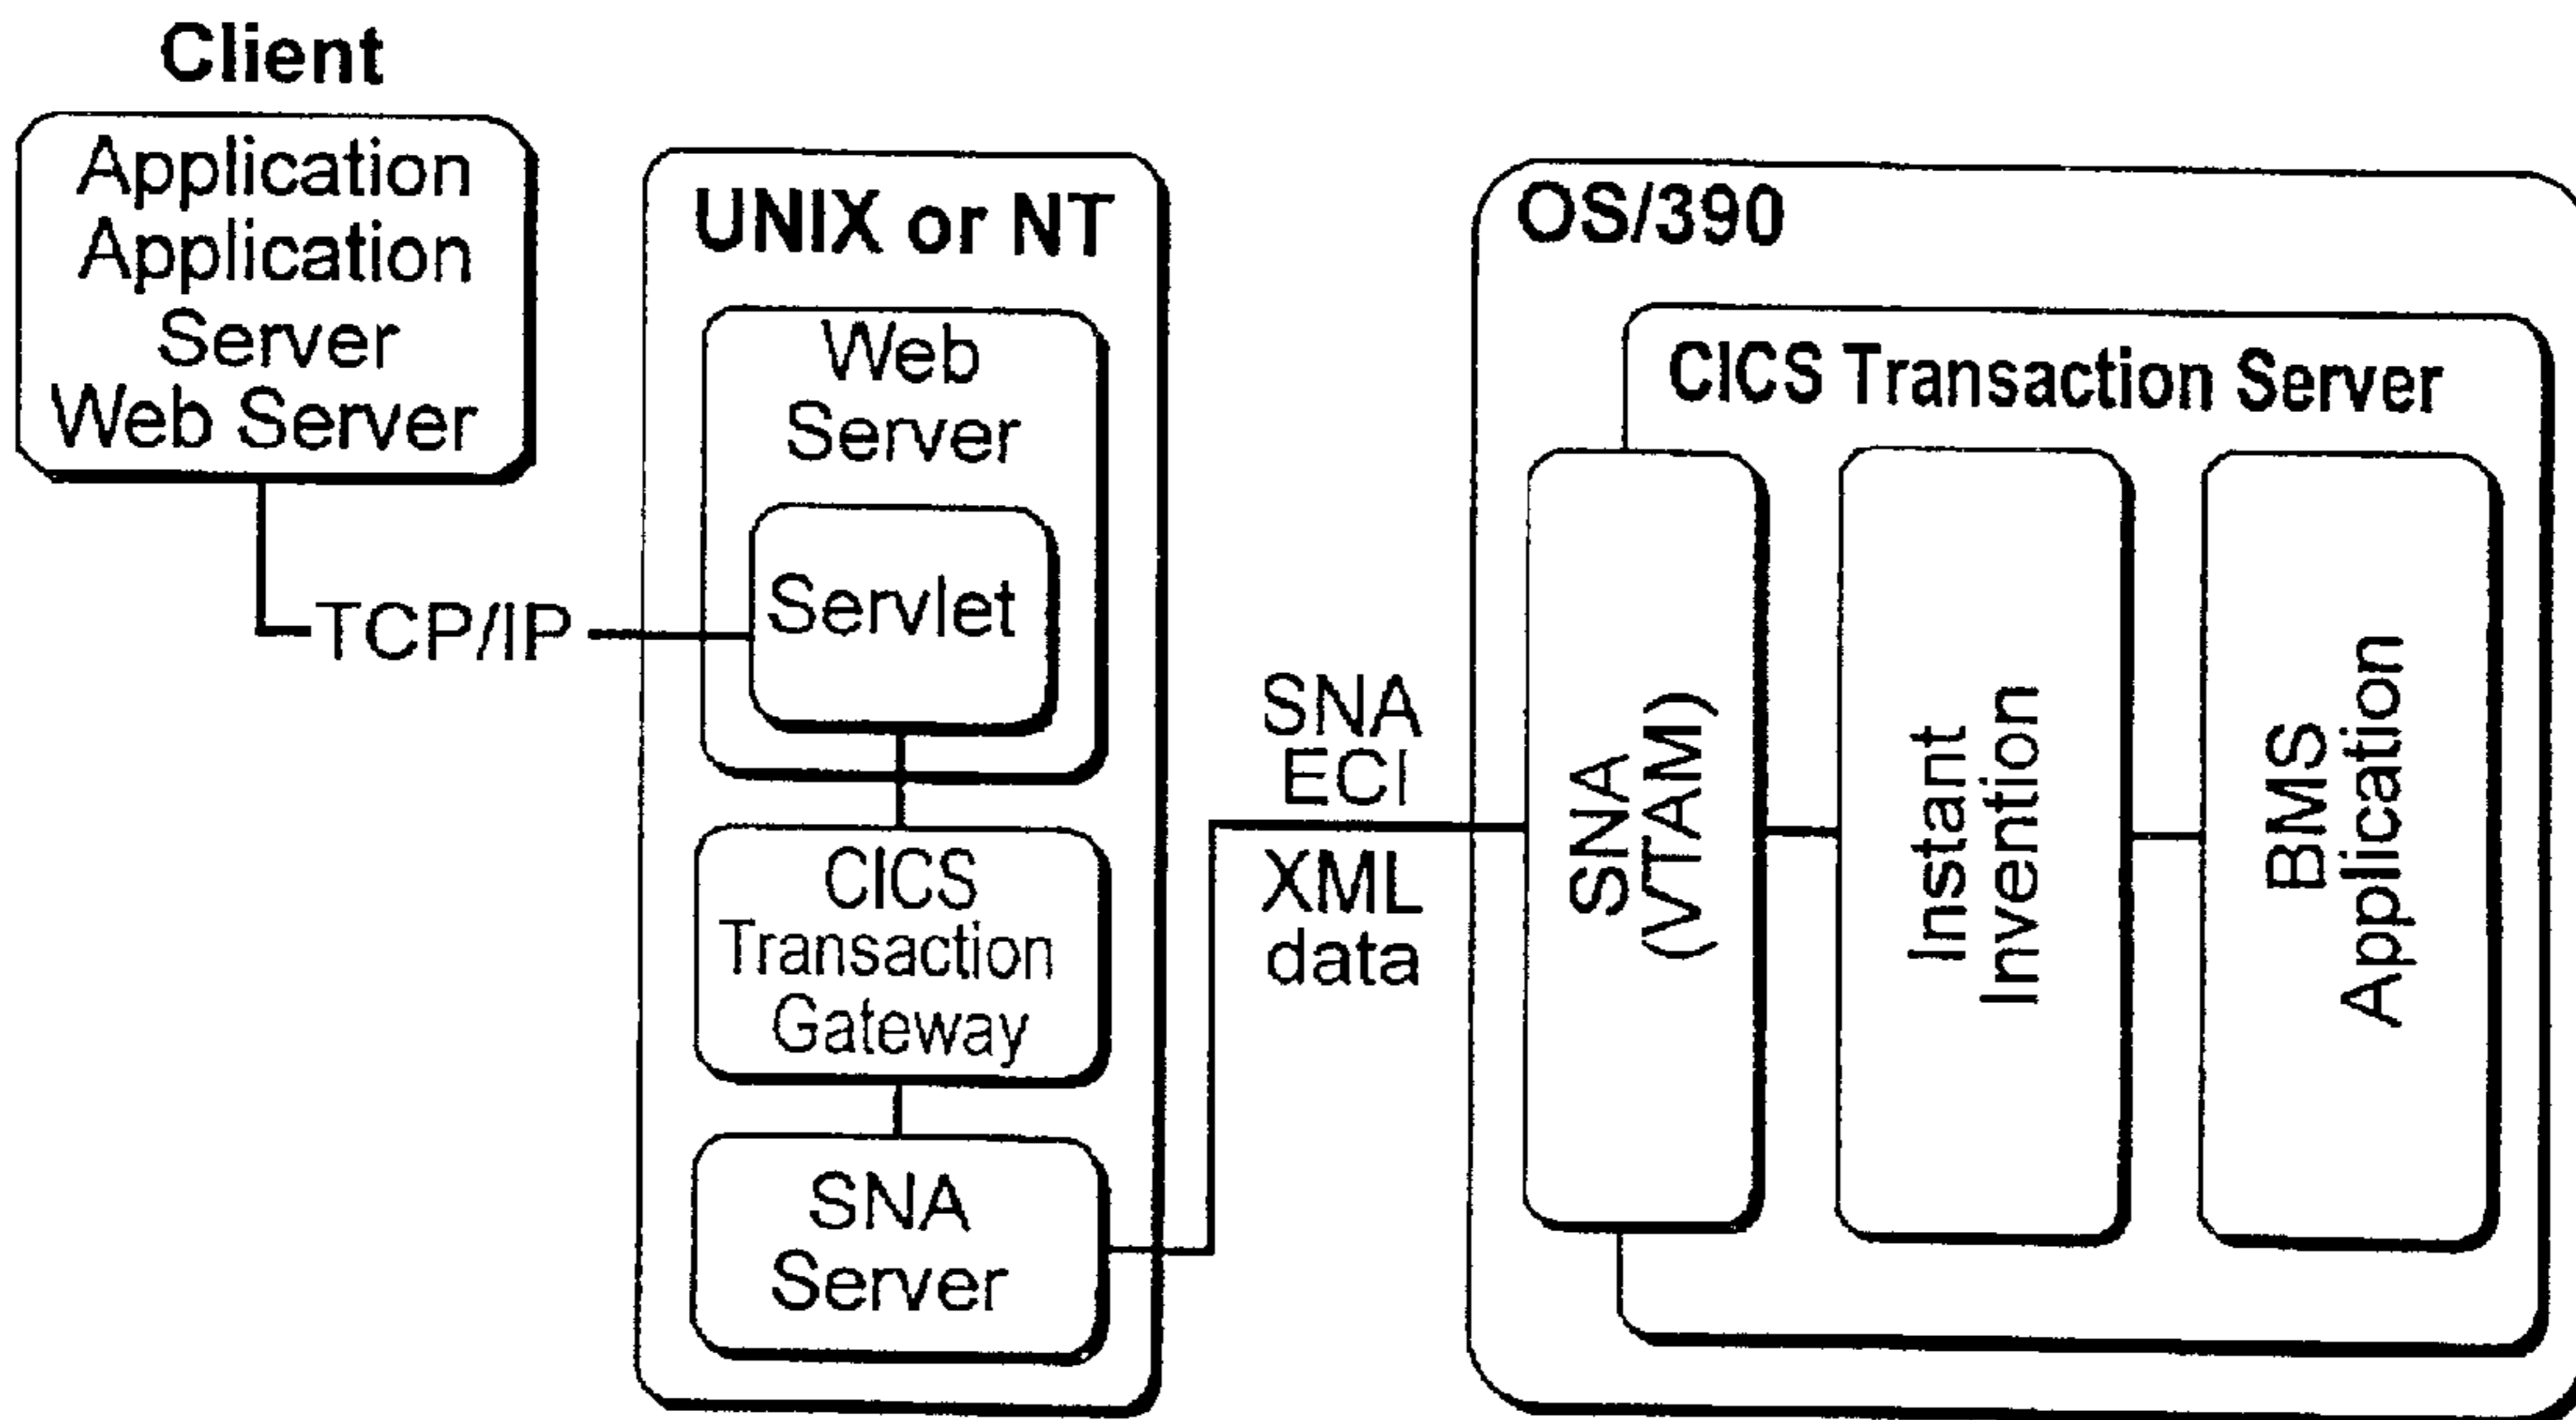 Client
Application
Application
Server
Web Server
TCP/IP
UNIX or NT
Web
Server
Servlet
CICS
Transaction
Gateway
SNA
Server
SNA
ECI
XML
data
OS/390
CICS Transaction Server
SNA
(VTAM)
Instant
Invention
BMS
Application